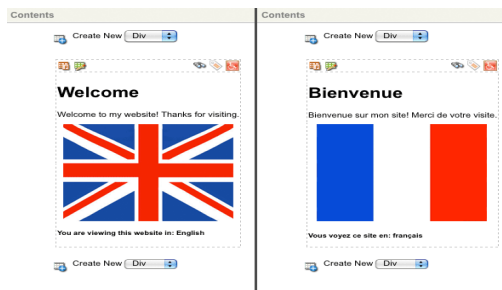 Contents
Create New Div
Welcome
Welcome to my website! Thanks for visiting.
You are viewing this website in: English
Create New Div
Contents
Create New Div
Bienvenue
Bienvenue sur mon site! Merci de votre visite.
Vous voyez ce site en: français
Create New Div